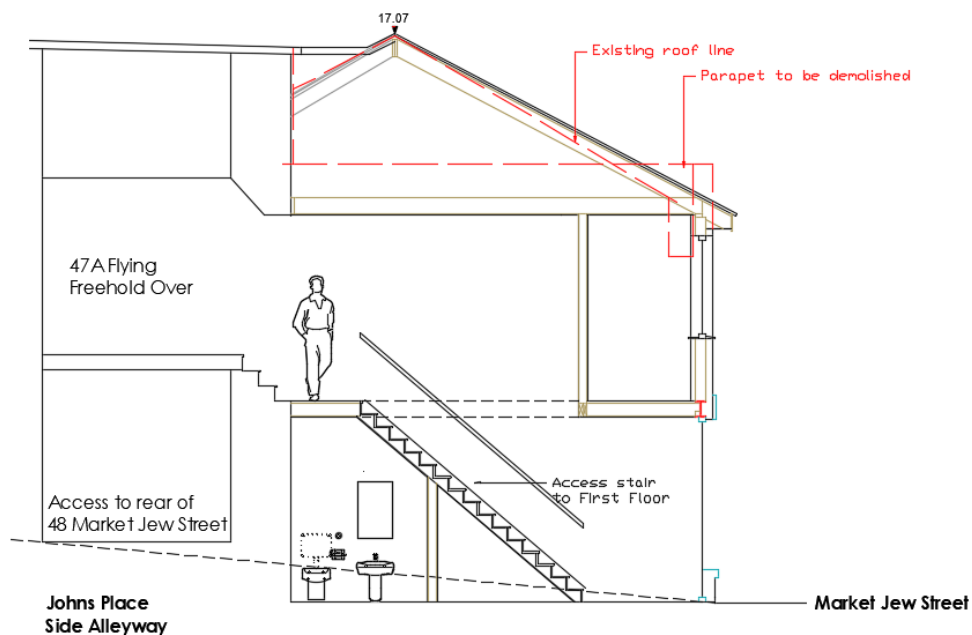 17.07
Existing roof line
Parapet to be demolished
47A Flying
Freehold Over
Access stair
to First Floor
Access to rear of
48 Market Jew Street
Johns Place
Side Alleyway
Market Jew Street